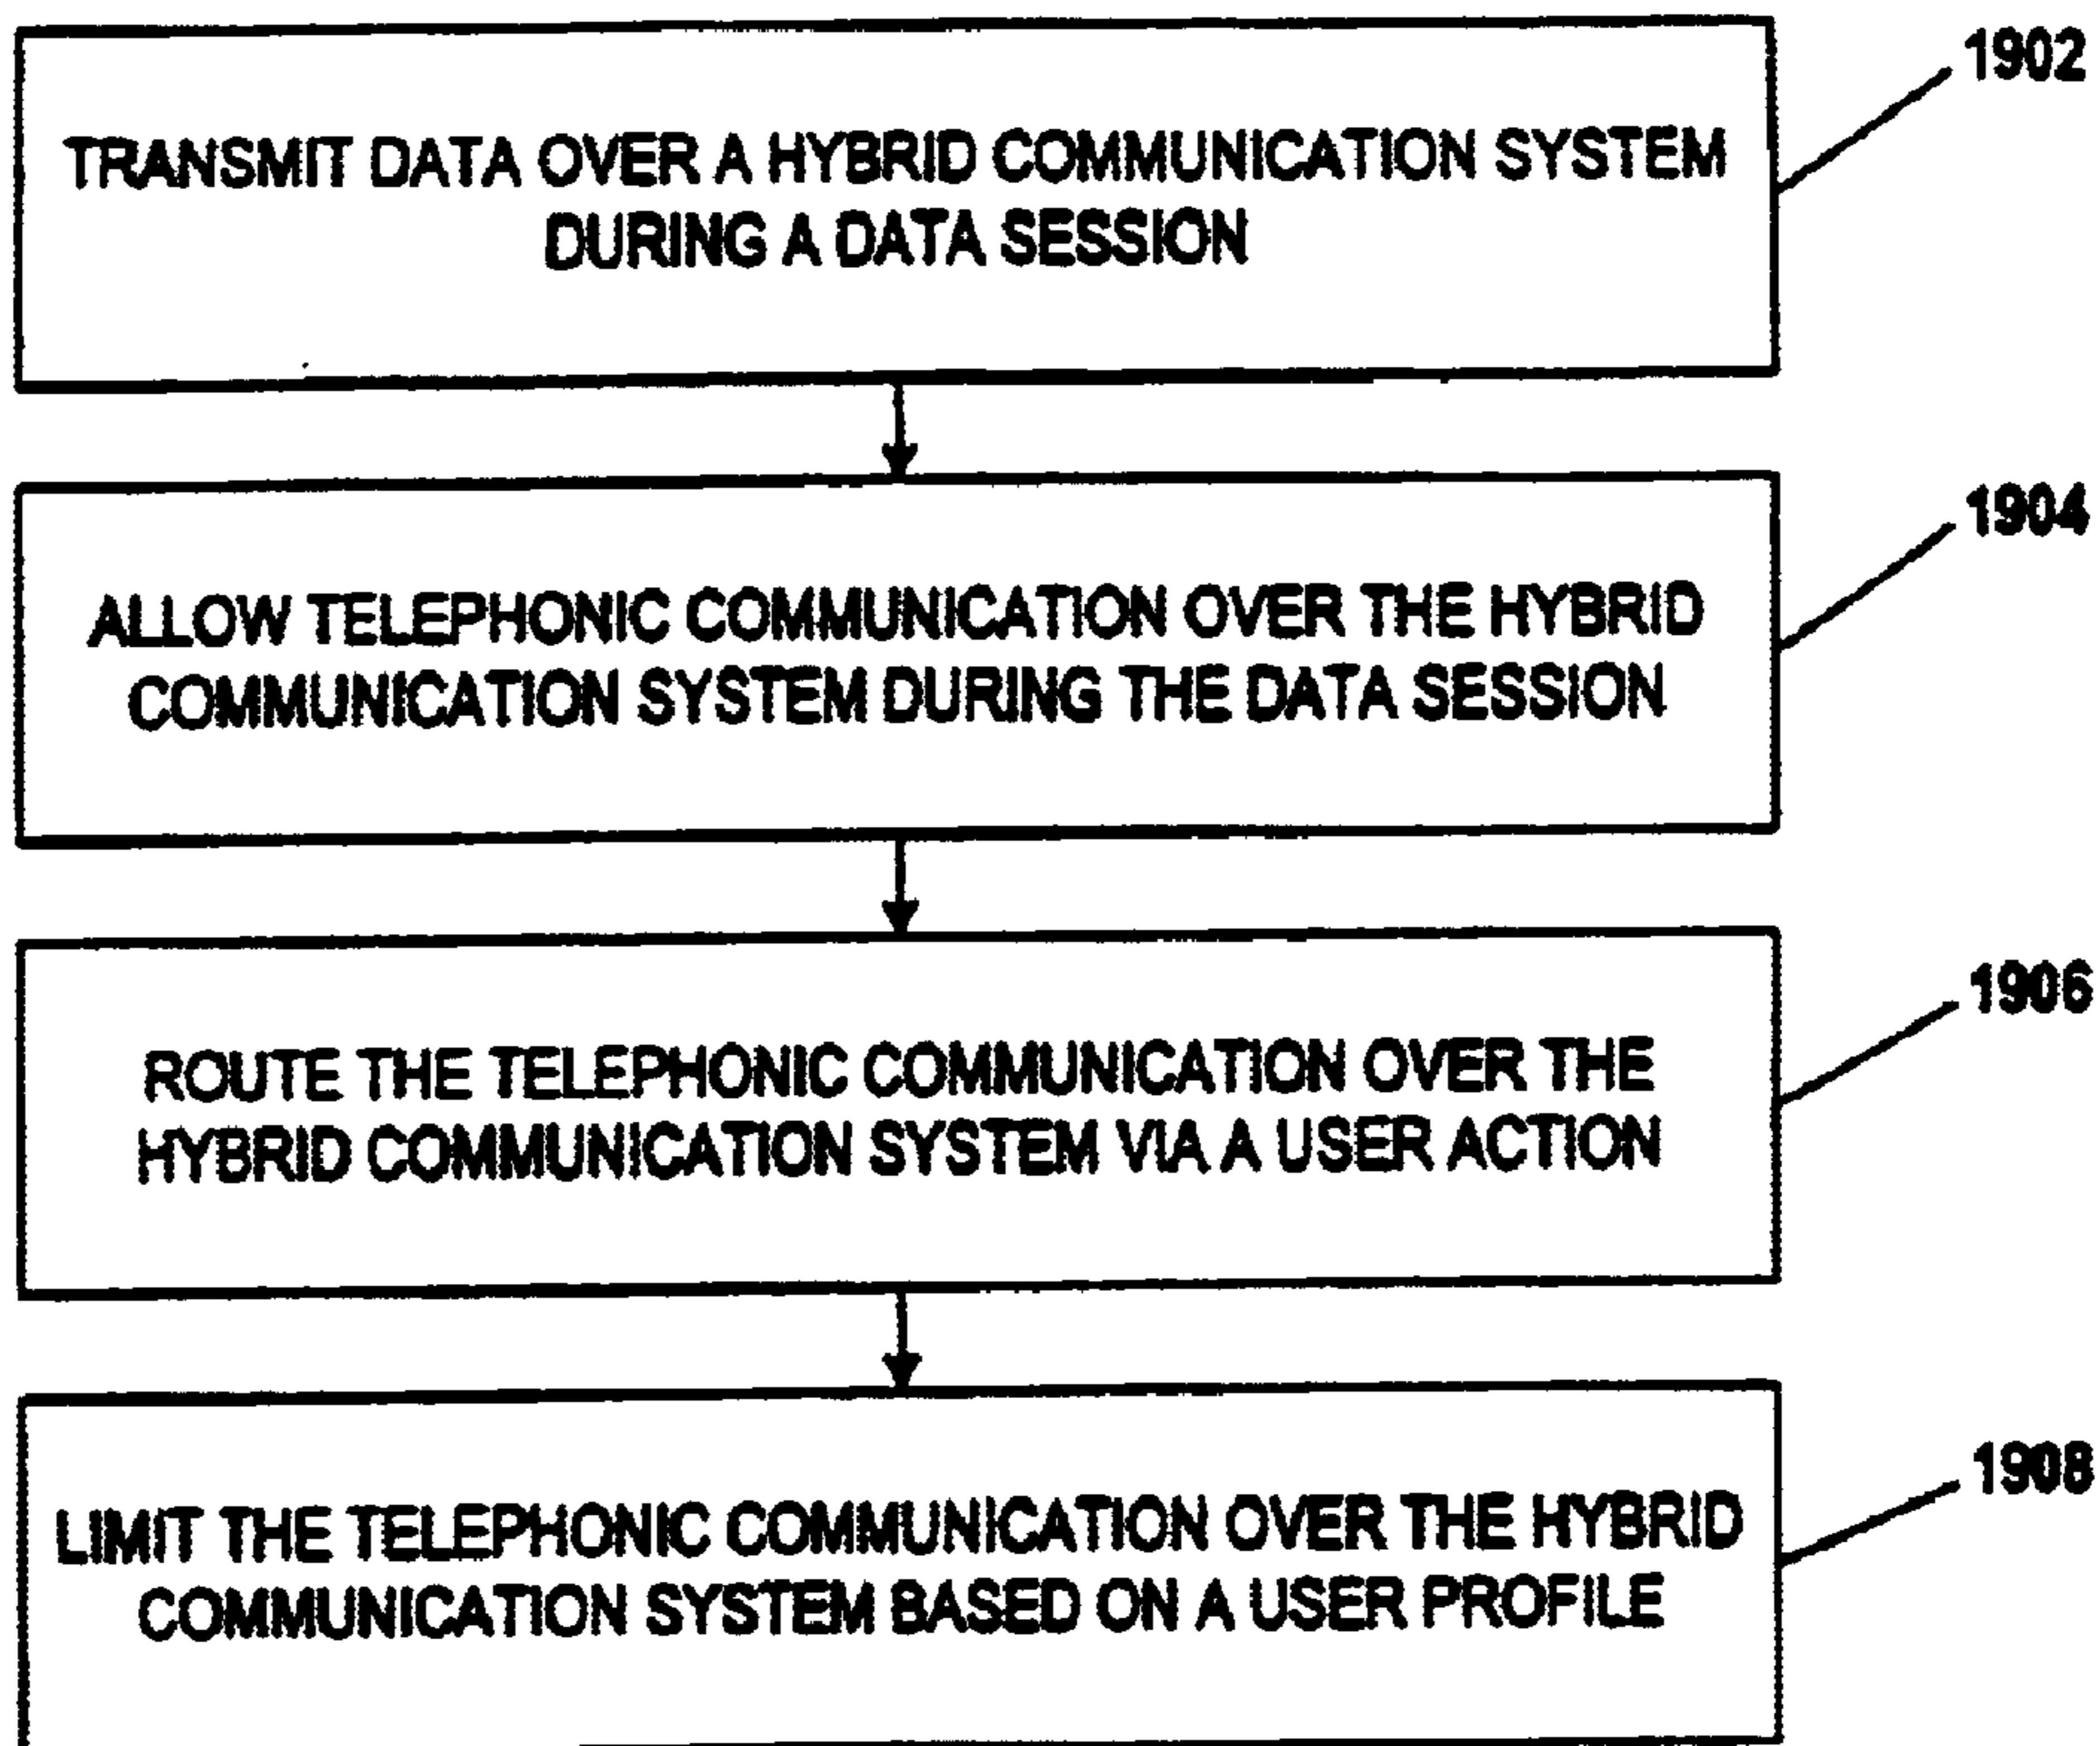 1902
TRANSMIT DATA OVER A HYBRID COMMUNICATION SYSTEM
DURING A DATA SESSION
1904
ALLOW TELEPHONIC COMMUNICATION OVER THE HYBRID
COMMUNICATION SYSTEM DURING THE DATA SESSION
1906
ROUTE THE TELEPHONIC COMMUNICATION OVER THE
HYBRID COMMUNICATION SYSTEM VIA A USER ACTION
1908
LIMIT THE TELEPHONIC COMMUNICATION OVER THE HYBRID
COMMUNICATION SYSTEM BASED ON A USER PROFILE